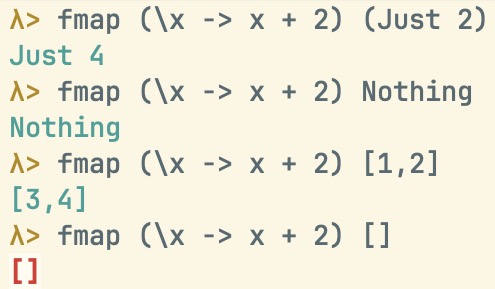 λ> fmap (\x -> x + 2) (Just 2)
Just 4
λ> fmap (\x -> x + 2) Nothing
Nothing
λ> fmap (\x -> x + 2) [1,2]
[3,4]
λ> fmap (\x -> x + 2) []
[]